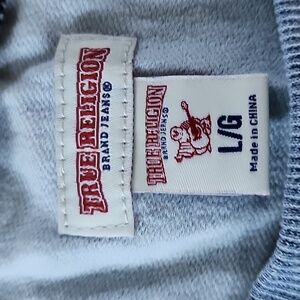 TRUE RELIGION
BRAND JEANS®
TRUE RELIGION
BRAND JEANS®
L/G
Made in CHINA